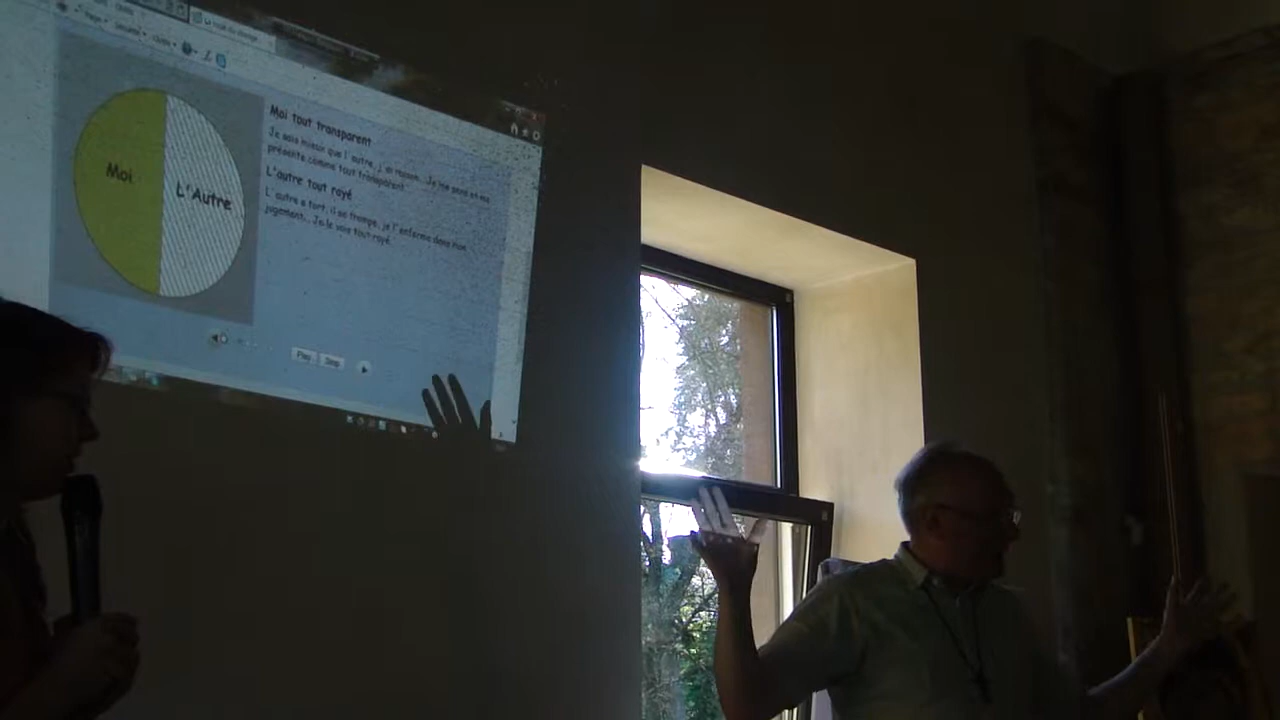 Moi
L'Autre
Moi tout transparent
Je sais mieux que l'autre, j'ai raison... Je me sens et me
présente comme tout transparent.
L'autre tout rayé
L'autre a tort, il se trompe, je l'enferme dans mon
jugement... Je le vois tout rayé.
Play Stop